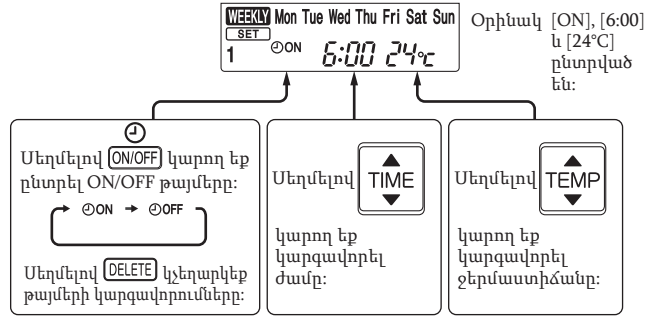 WEEKLY Mon Tue Wed Thu Fri Sat Sun
SET
1 ON 6:00 24°C
Օրինակ [ON], [6:00]
և [24°C]
ընտրված
են:
Սեղմելով ON/OFF կարող եք
ընտրել ON/OFF թայմերը:
ON → OFF
Սեղմելով DELETE կչեղարկեք
թայմերի կարգավորումները:
Սեղմելով TIME
կարող եք
կարգավորել
ժամը:
Սեղմելով TEMP
կարող եք
կարգավորել
ջերմաստիճանը: